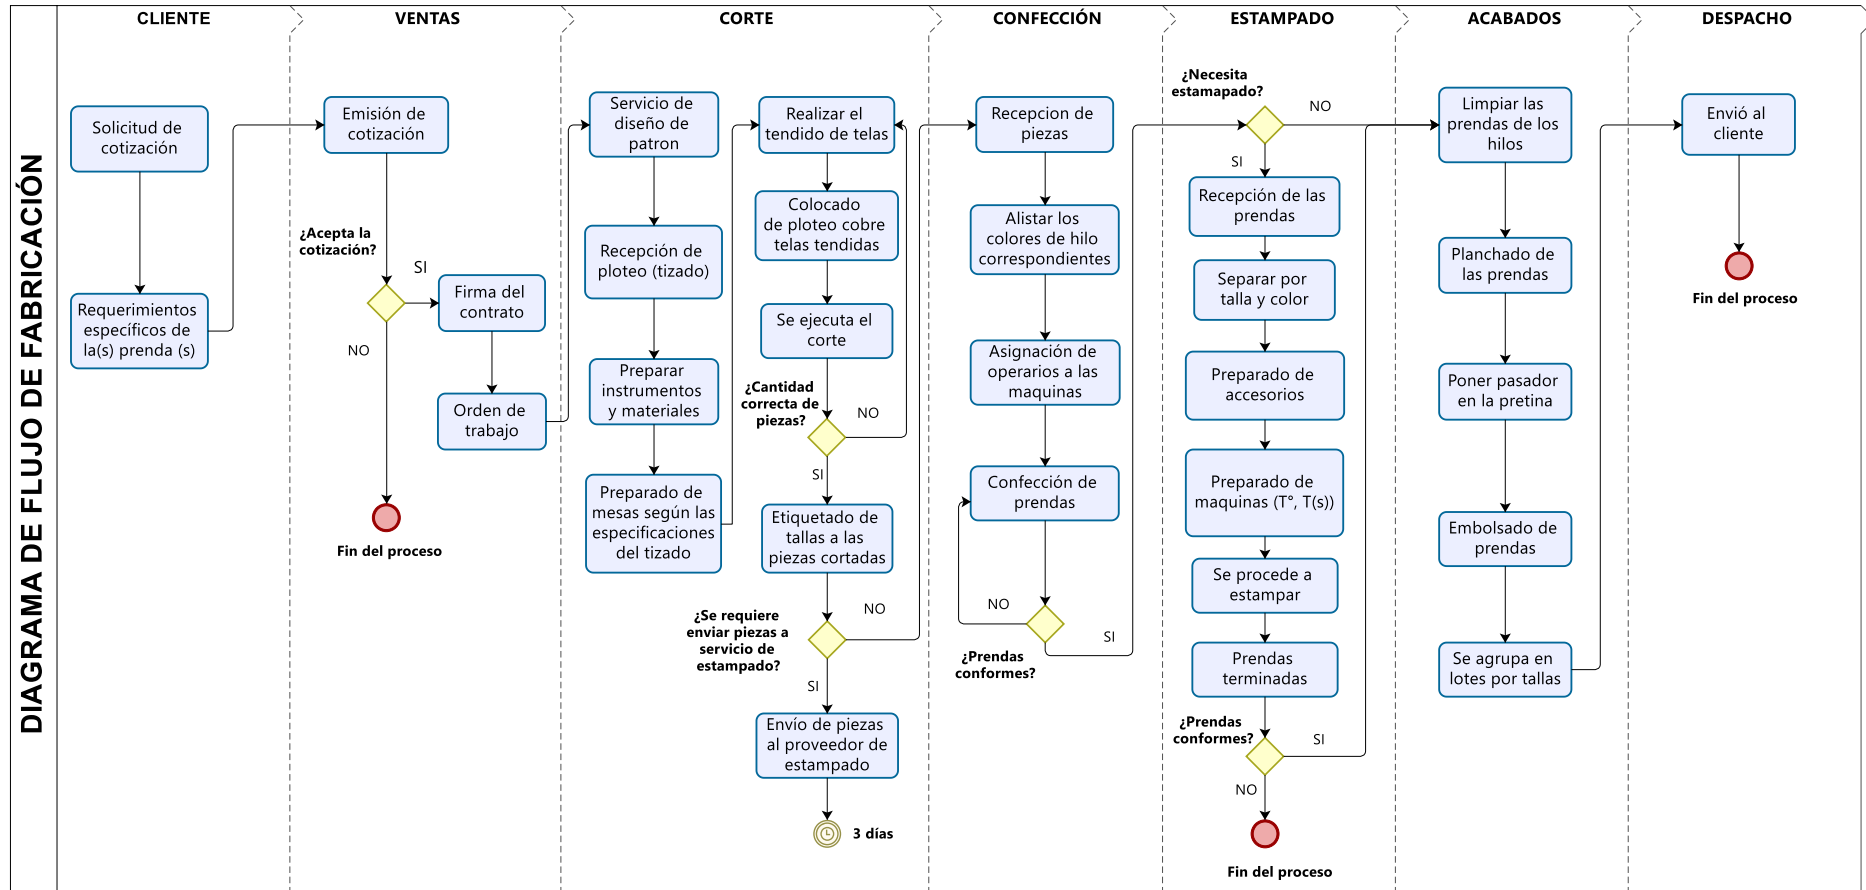 DIAGRAMA DE FLUJO DE FABRICACIÓN
CLIENTE
Solicitud de
cotización
Requerimientos
específicos de
la(s) prenda (s)
VENTAS
Emisión de
cotización
¿Acepta la
cotización?
SI
Firma del
contrato
NO
Orden de
trabajo
Fin del proceso
CORTE
Servicio de
diseño de
patron
Recepción de
ploteo (tizado)
Preparar
instrumentos
y materiales
Preparado de
mesas según las
especificaciones
del tizado
Realizar el
tendido de telas
Colocado
de ploteo cobre
telas tendidas
Se ejecuta el
corte
¿Cantidad
correcta de
piezas?
NO
SI
Etiquetado de
tallas a las
piezas cortadas
¿Se requiere
enviar piezas a
servicio de
estampado?
NO
SI
Envío de piezas
al proveedor de
estampado
3 días
CONFECCIÓN
Recepcion de
piezas
Alistar los
colores de hilo
correspondientes
Asignación de
operarios a las
maquinas
Confección de
prendas
NO
SI
¿Prendas
conformes?
ESTAMPADO
¿Necesita
estamapado?
NO
SI
Recepción de las
prendas
Separar por
talla y color
Preparado de
accesorios
Preparado de
maquinas (T°, T(s))
Se procede a
estampar
Prendas
terminadas
¿Prendas
conformes?
SI
NO
Fin del proceso
ACABADOS
Limpiar las
prendas de los
hilos
Planchado de
las prendas
Poner pasador
en la pretina
Embolsado de
prendas
Se agrupa en
lotes por tallas
DESPACHO
Envió al
cliente
Fin del proceso